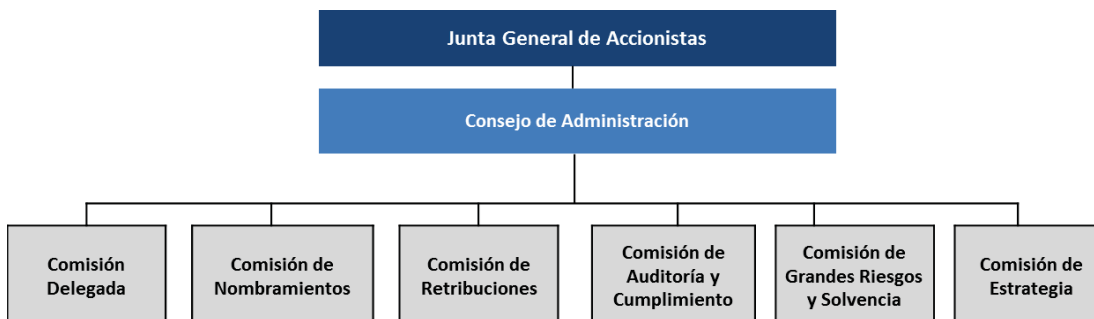 Junta General de Accionistas
Consejo de Administración
Comisión
Delegada
Comisión de
Nombramientos
Comisión de
Retribuciones
Comisión de
Auditoría y
Cumplimiento
Comisión de
Grandes Riesgos
y Solvencia
Comisión de
Estrategia